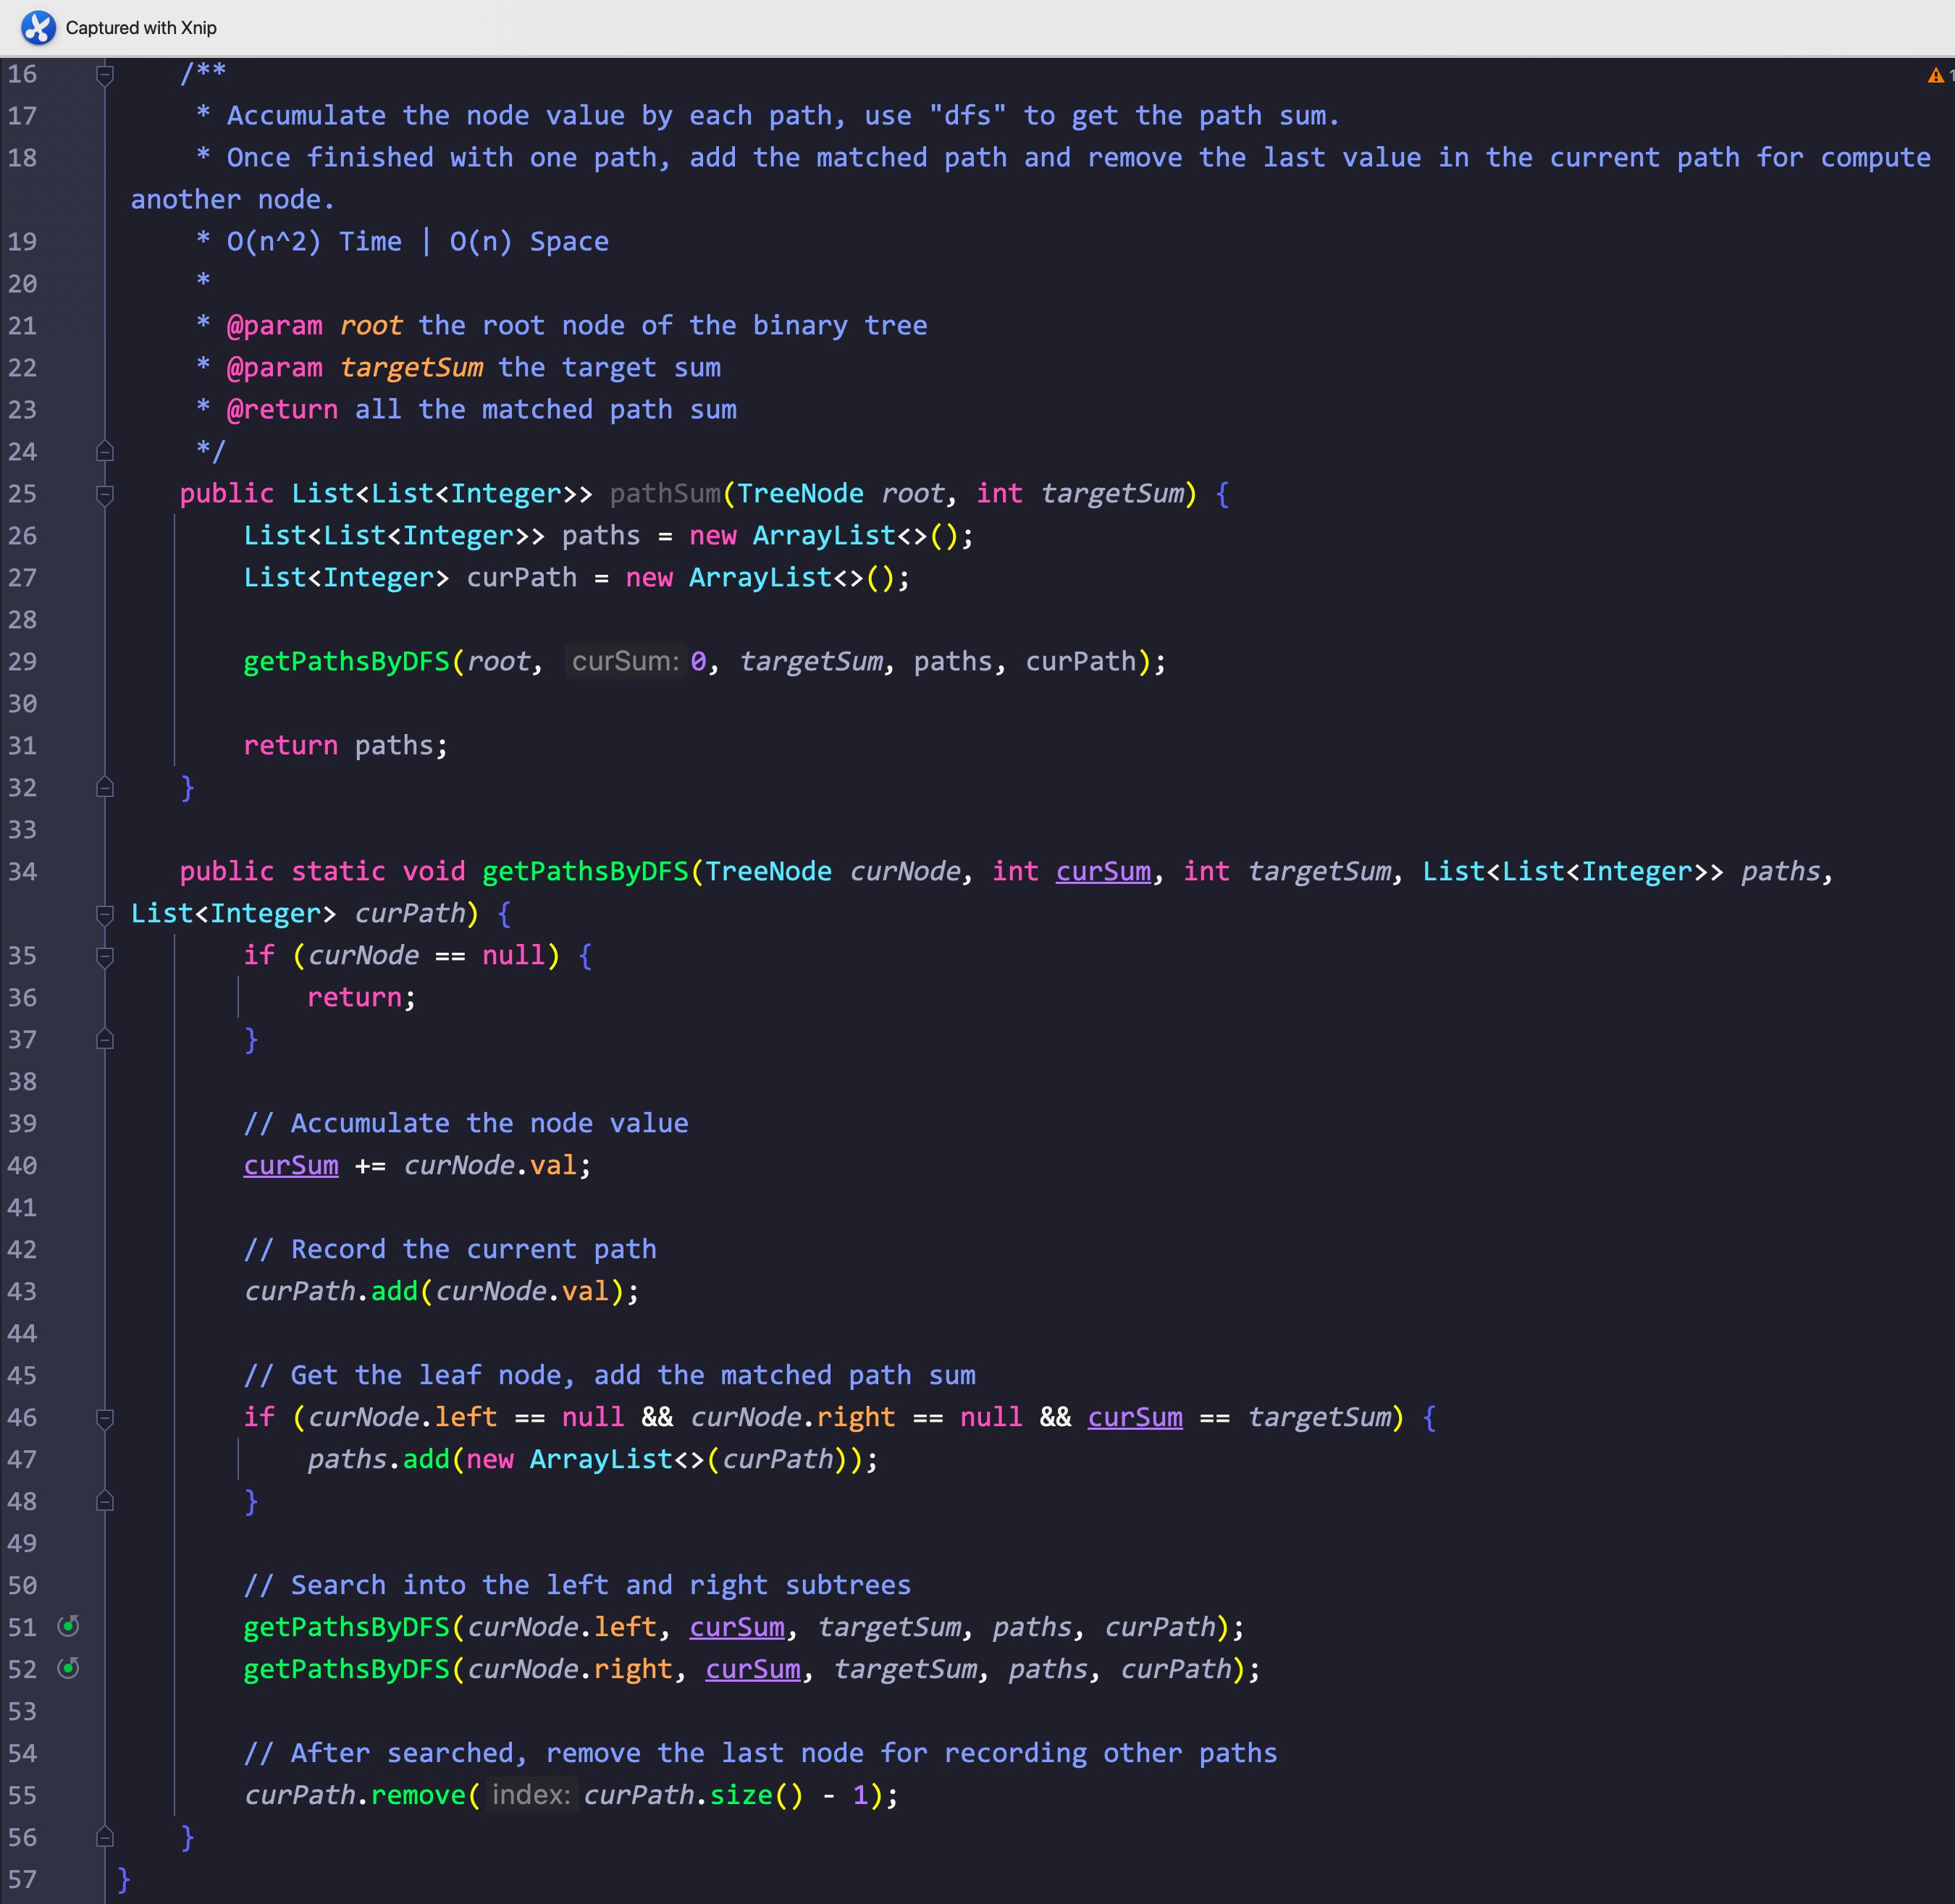 Captured with Xnip
16 /**
1
17 * Accumulate the node value by each path, use "dfs" to get the path sum.
18 * Once finished with one path, add the matched path and remove the last value in the current path for compute
another node.
19 * O(n^2) Time | O(n) Space
20 *
21 * @param root the root node of the binary tree
22 * @param targetSum the target sum
23 * @return all the matched path sum
24 */
25 public List<List<Integer>> pathSum(TreeNode root, int targetSum) {
26 List<List<Integer>> paths = new ArrayList<>();
27 List<Integer> curPath = new ArrayList<>();
28
29 getPathsByDFS(root, curSum: 0, targetSum, paths, curPath);
30
31 return paths;
32 }
33
34 public static void getPathsByDFS(TreeNode curNode, int curSum, int targetSum, List<List<Integer>> paths,
List<Integer> curPath) {
35 if (curNode == null) {
36 return;
37 }
38
39 // Accumulate the node value
40 curSum += curNode.val;
41
42 // Record the current path
43 curPath.add(curNode.val);
44
45 // Get the leaf node, add the matched path sum
46 if (curNode.left == null && curNode.right == null && curSum == targetSum) {
47 paths.add(new ArrayList<>(curPath));
48 }
49
50 // Search into the left and right subtrees
51 getPathsByDFS(curNode.left, curSum, targetSum, paths, curPath);
52 getPathsByDFS(curNode.right, curSum, targetSum, paths, curPath);
53
54 // After searched, remove the last node for recording other paths
55 curPath.remove( index: curPath.size() - 1);
56 }
57 }